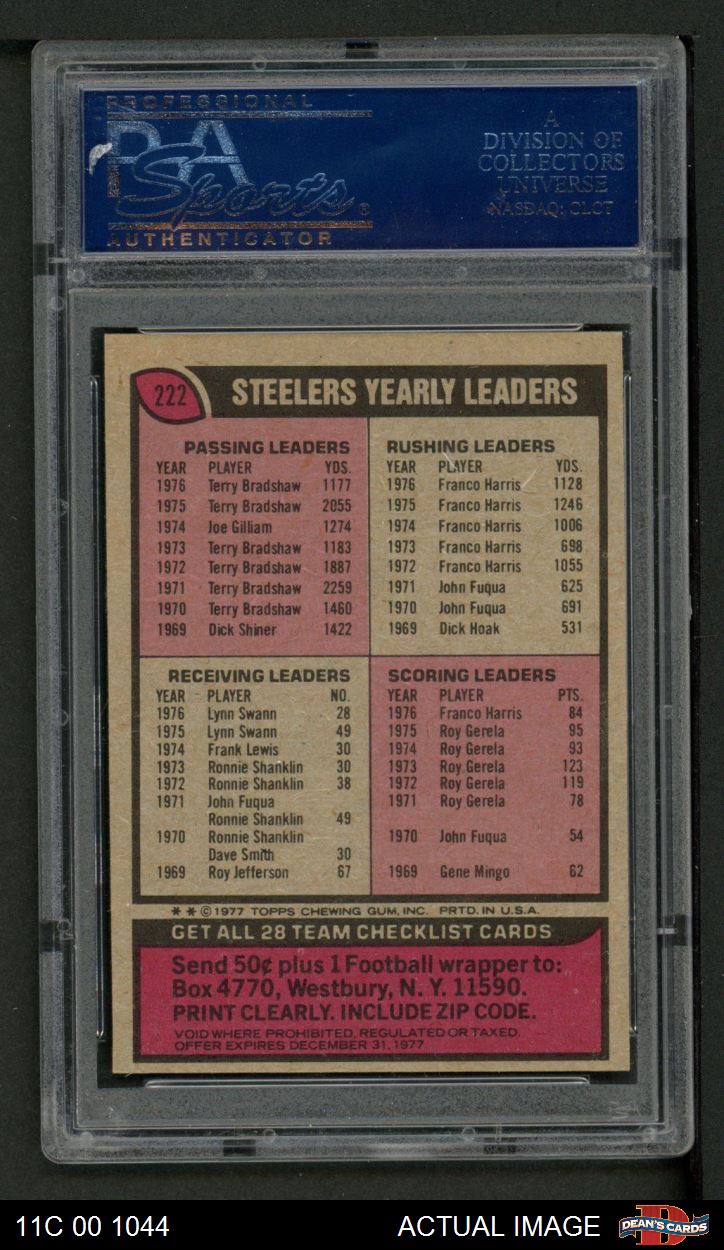 PROFESSIONAL
PSA
Sports®
AUTHENTICATOR
A
DIVISION OF
COLLECTORS
UNIVERSE
NASDAQ: CLCT
222
STEELERS YEARLY LEADERS
PASSING LEADERS
YEAR PLAYER YDS.
1976 Terry Bradshaw 1177
1975 Terry Bradshaw 2055
1974 Joe Gilliam 1274
1973 Terry Bradshaw 1183
1972 Terry Bradshaw 1887
1971 Terry Bradshaw 2259
1970 Terry Bradshaw 1460
1969 Dick Shiner 1422
RUSHING LEADERS
YEAR PLAYER YDS.
1976 Franco Harris 1128
1975 Franco Harris 1246
1974 Franco Harris 1006
1973 Franco Harris 698
1972 Franco Harris 1055
1971 John Fuqua 625
1970 John Fuqua 691
1969 Dick Hoak 531
RECEIVING LEADERS
YEAR PLAYER NO.
1976 Lynn Swann 28
1975 Lynn Swann 49
1974 Frank Lewis 30
1973 Ronnie Shanklin 30
1972 Ronnie Shanklin 38
1971 John Fuqua
Ronnie Shanklin 49
1970 Ronnie Shanklin
Dave Smith 30
1969 Roy Jefferson 67
SCORING LEADERS
YEAR PLAYER PTS.
1976 Franco Harris 84
1975 Roy Gerela 95
1974 Roy Gerela 93
1973 Roy Gerela 123
1972 Roy Gerela 119
1971 Roy Gerela 78
1970 John Fuqua 54
1969 Gene Mingo 62
* * © 1977 TOPPS CHEWING GUM, INC. PRTD. IN U.S.A.
GET ALL 28 TEAM CHECKLIST CARDS
Send 50¢ plus 1 Football wrapper to:
Box 4770, Westbury, N. Y. 11590.
PRINT CLEARLY. INCLUDE ZIP CODE.
VOID WHERE PROHIBITED, REGULATED OR TAXED.
OFFER EXPIRES DECEMBER 31, 1977
11C 00 1044
ACTUAL IMAGE
DEAN'S CARDS